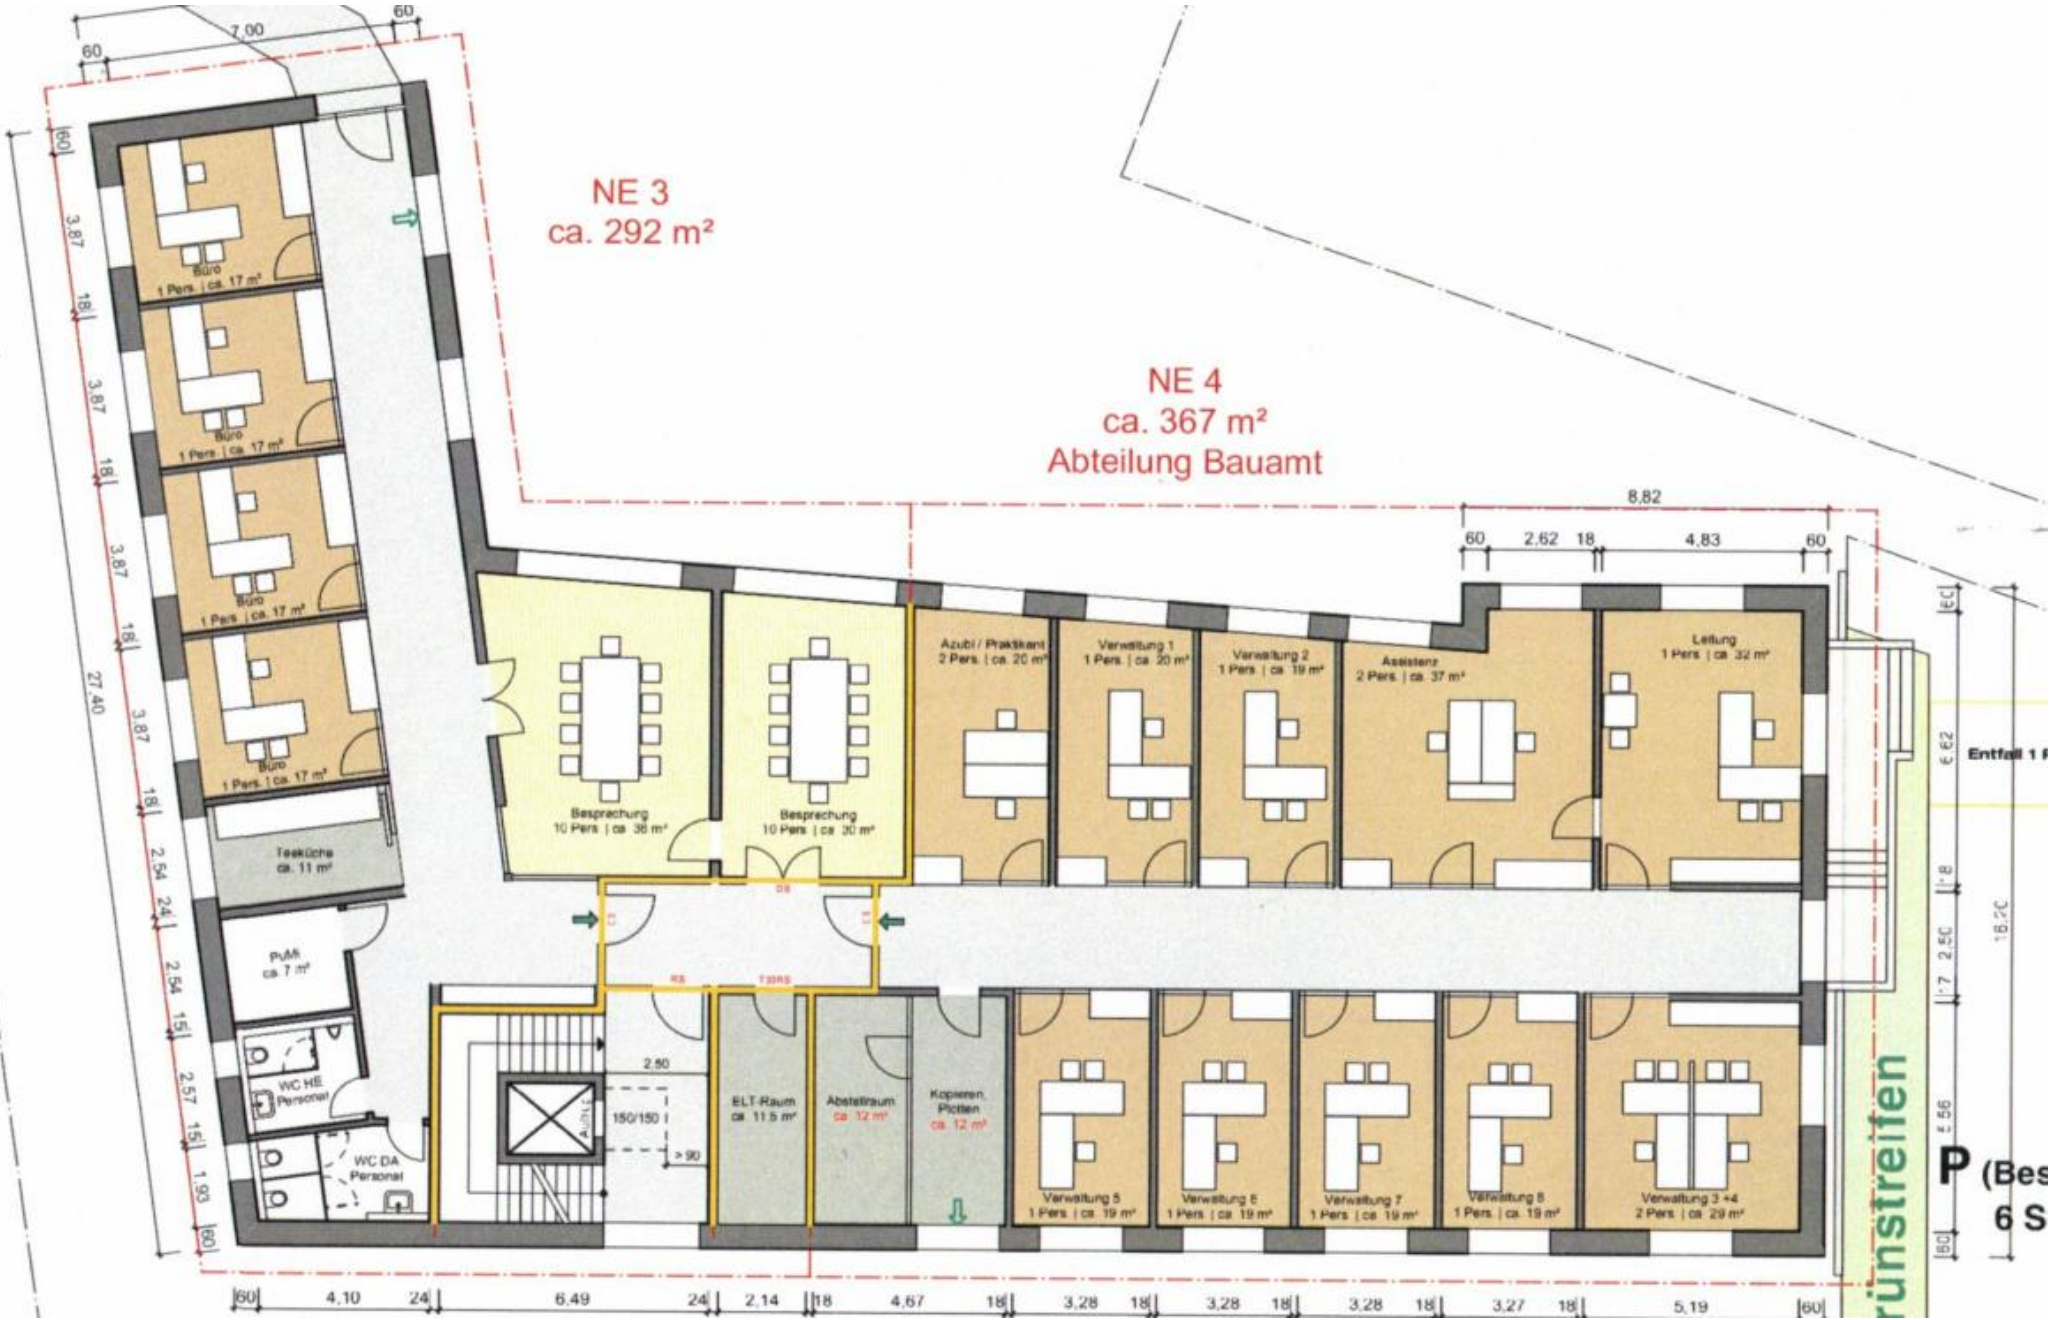 60
7,00
60
60
3,87
18
3,87
18
3,87
18
3,87
18
2,54
24
2,54
15
2,57
15
1,93
60
27,40
NE 3
ca. 292 m²
NE 4
ca. 367 m²
Abteilung Bauamt
8,82
60
2,62
18
4,83
60
Büro
1 Pers. | ca. 17 m²
Büro
1 Pers. | ca. 17 m²
Büro
1 Pers. | ca. 17 m²
Büro
1 Pers. | ca. 17 m²
Teeküche
ca. 11 m²
PuMi
ca. 7 m²
WC HE
Personal
WC DA
Personal
Besprechung
10 Pers. | ca. 38 m²
Besprechung
10 Pers. | ca. 30 m²
Azubi / Praktikant
2 Pers. | ca. 20 m²
Verwaltung 1
1 Pers. | ca. 20 m²
Verwaltung 2
1 Pers. | ca. 19 m²
Assistenz
2 Pers. | ca. 37 m²
Leitung
1 Pers. | ca. 32 m²
RS
T30RS
2,60
150/150
> 90
ELT-Raum
ca. 11.5 m²
Abstellraum
ca. 12 m²
Kopieren,
Plotten
ca. 12 m²
Verwaltung 5
1 Pers. | ca. 19 m²
Verwaltung 6
1 Pers. | ca. 19 m²
Verwaltung 7
1 Pers. | ca. 19 m²
Verwaltung 8
1 Pers. | ca. 19 m²
Verwaltung 3 +4
2 Pers. | ca. 29 m²
60
2,50
60
Entfall 1
rünstreifen
P (Bes
6 S
60
4,10
24
6,49
24
2,14
18
4,67
18
3,28
18
3,28
18
3,28
18
3,27
18
5,19
60